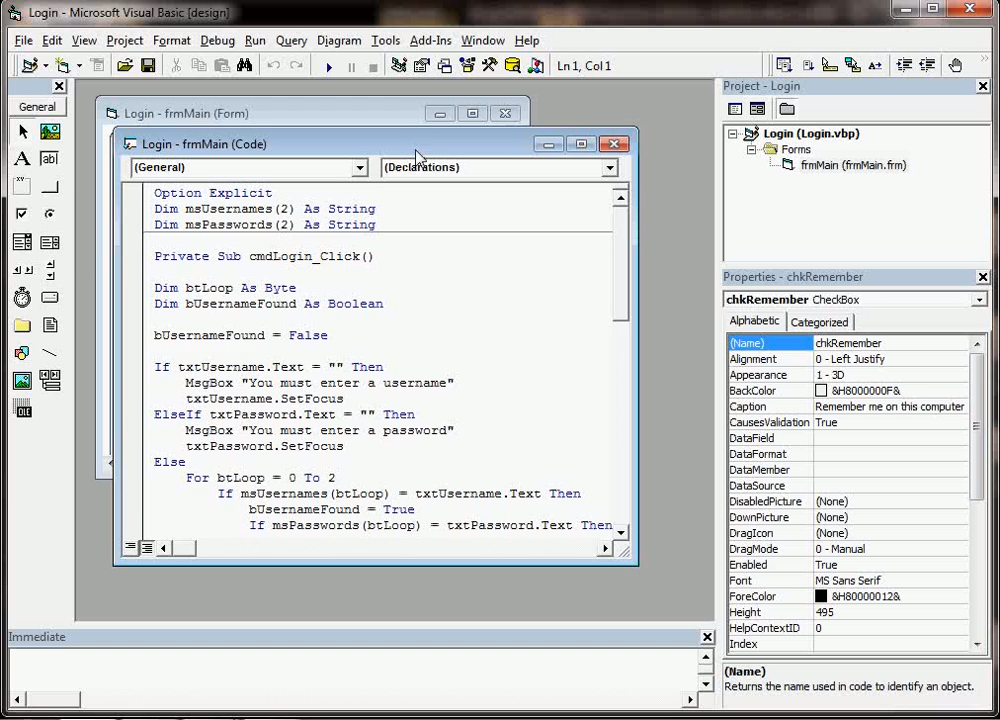 Login - Microsoft Visual Basic [design]
File Edit View Project Format Debug Run Query Diagram Tools Add-Ins Window Help
Ln 1, Col 1
General
Login - frmMain (Form)
Login - frmMain (Code)
(General) (Declarations)
Option Explicit
Dim msUsernames(2) As String
Dim msPasswords(2) As String
Private Sub cmdLogin_Click()
Dim btLoop As Byte
Dim bUsernameFound As Boolean
bUsernameFound = False
If txtUsername.Text = "" Then
MsgBox "You must enter a username"
txtUsername.SetFocus
ElseIf txtPassword.Text = "" Then
MsgBox "You must enter a password"
txtPassword.SetFocus
Else
For btLoop = 0 To 2
If msUsernames(btLoop) = txtUsername.Text Then
bUsernameFound = True
If msPasswords(btLoop) = txtPassword.Text Then
Immediate
Project - Login
Login (Login.vbp)
Forms
frmMain (frmMain.frm)
Properties - chkRemember
chkRemember CheckBox
Alphabetic Categorized
(Name) chkRemember
Alignment 0 - Left Justify
Appearance 1 - 3D
BackColor &H8000000F&
Caption Remember me on this computer
CausesValidation True
DataField
DataFormat
DataMember
DataSource
DisabledPicture (None)
DownPicture (None)
DragIcon (None)
DragMode 0 - Manual
Enabled True
Font MS Sans Serif
ForeColor &H80000012&
Height 495
HelpContextID 0
Index
(Name)
Returns the name used in code to identify an object.